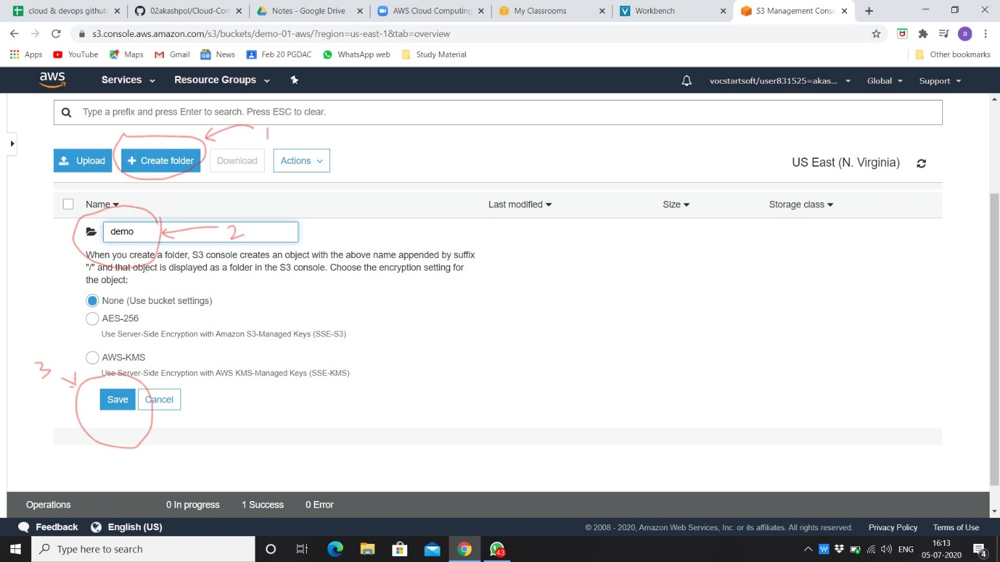 cloud & devops github
02akashpol/Cloud-Com
Notes - Google Drive
AWS Cloud Computing
My Classrooms
Workbench
S3 Management Conso
s3.console.aws.amazon.com/s3/buckets/demo-01-aws/?region=us-east-1&tab=overview
a
Apps YouTube Maps Gmail News Feb 20 PGDAC WhatsApp web Study Material Other bookmarks
aws Services Resource Groups vocstartsoft/user831525=akas... Global Support
Type a prefix and press Enter to search. Press ESC to clear.
1
Upload + Create folder Download Actions US East (N. Virginia)
Name Last modified Size Storage class
demo 2
When you create a folder, S3 console creates an object with the above name appended by suffix
"/" and that object is displayed as a folder in the S3 console. Choose the encryption setting for
the object:
None (Use bucket settings)
AES-256
Use Server-Side Encryption with Amazon S3-Managed Keys (SSE-S3)
AWS-KMS
3
Use Server-Side Encryption with AWS KMS-Managed Keys (SSE-KMS)
Save Cancel
Operations 0 In progress 1 Success 0 Error
Feedback English (US) © 2008 - 2020, Amazon Web Services, Inc. or its affiliates. All rights reserved. Privacy Policy Terms of Use
Type here to search 43 W ENG 16:13
05-07-2020 4